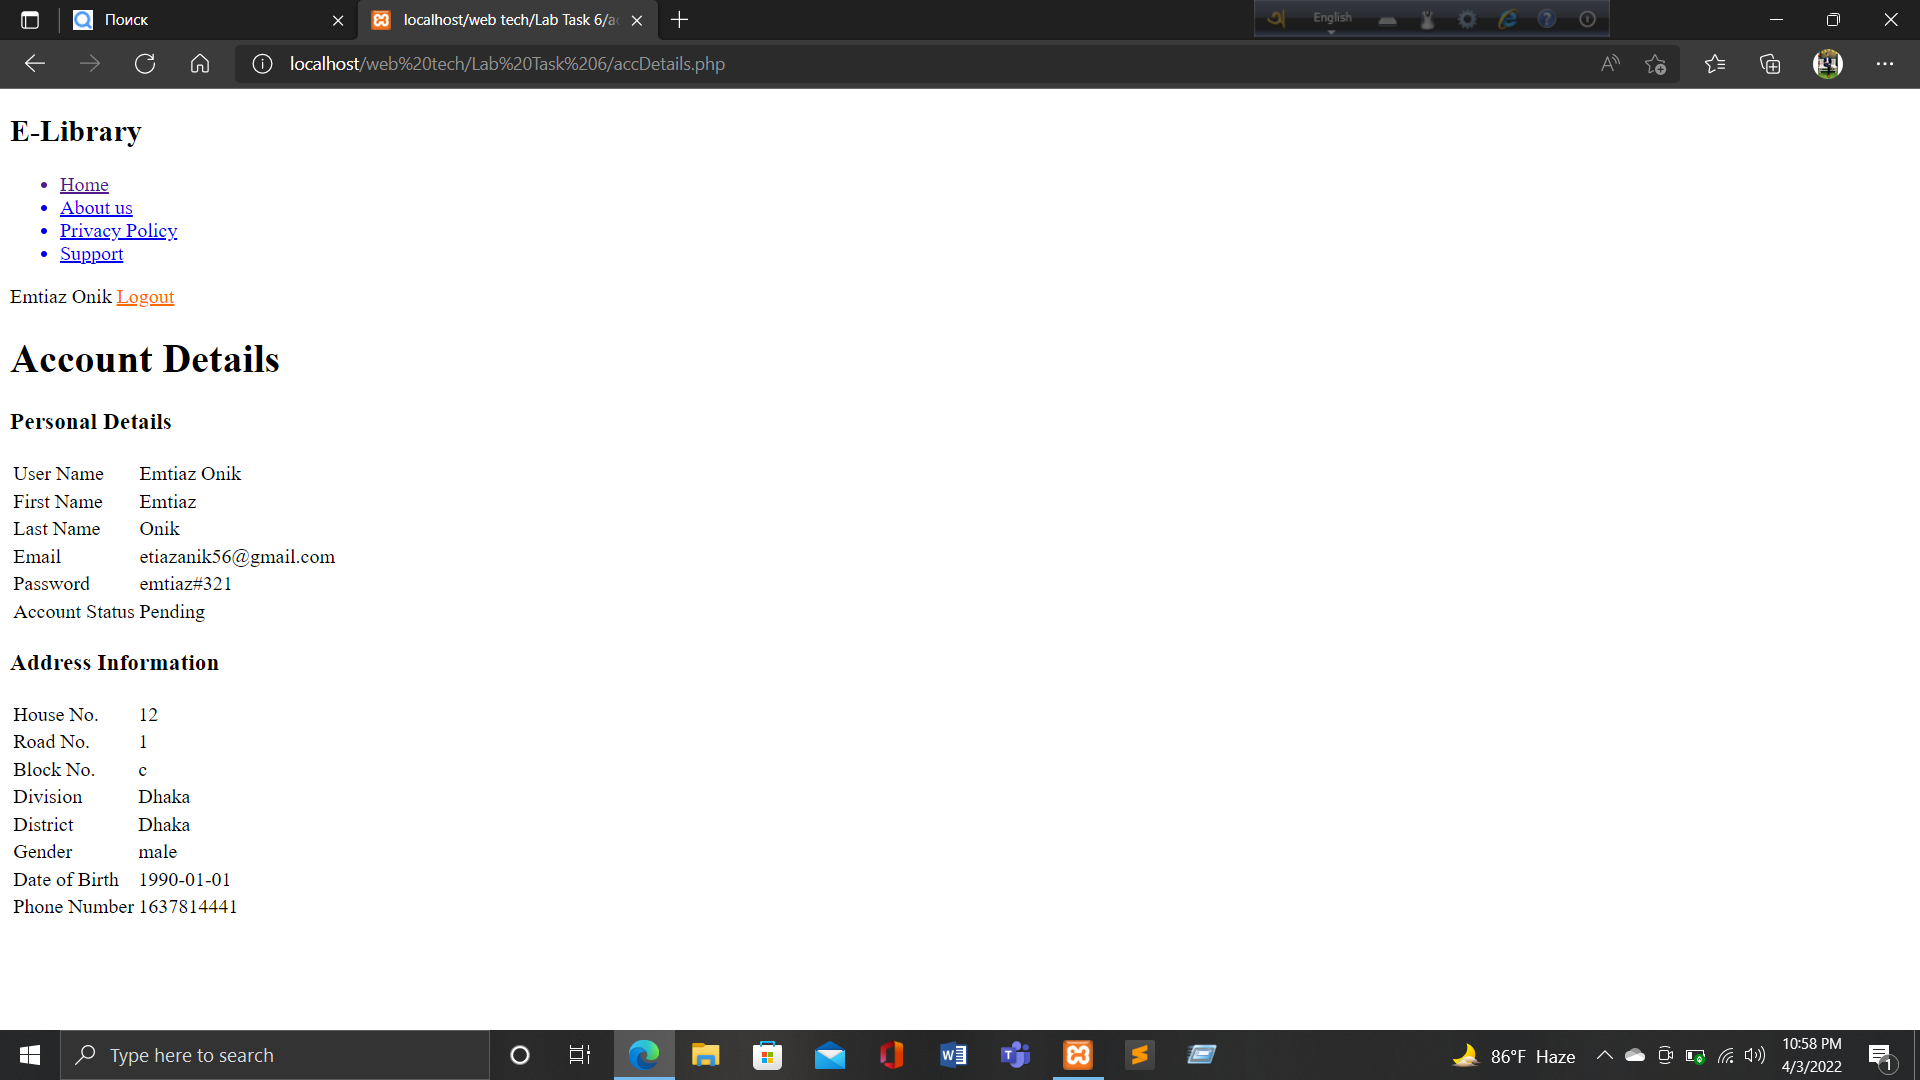 Поиск
localhost/web tech/Lab Task 6/ac
English
localhost/web%20tech/Lab%20Task%206/accDetails.php
E-Library
Home
About us
Privacy Policy
Support
Emtiaz Onik Logout
Account Details
Personal Details
User Name Emtiaz Onik
First Name Emtiaz
Last Name Onik
Email etiazanik56@gmail.com
Password emtiaz#321
Account Status Pending
Address Information
House No. 12
Road No. 1
Block No. c
Division Dhaka
District Dhaka
Gender male
Date of Birth 1990-01-01
Phone Number 1637814441
Type here to search
86°F Haze
10:58 PM
4/3/2022
1